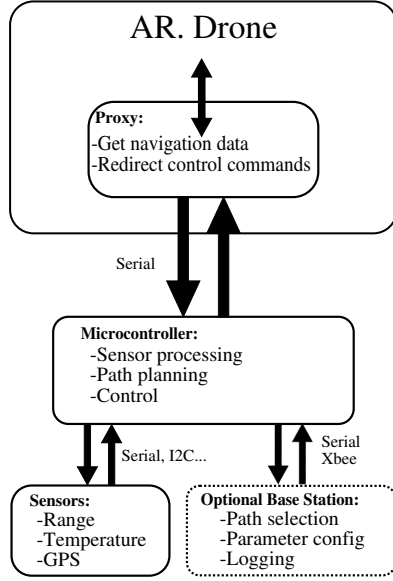 AR. Drone
Proxy:
-Get navigation data
-Redirect control commands
Serial
Microcontroller:
-Sensor processing
-Path planning
-Control
Serial, I2C...
Serial
Xbee
Sensors:
-Range
-Temperature
-GPS
Optional Base Station:
-Path selection
-Parameter config
-Logging